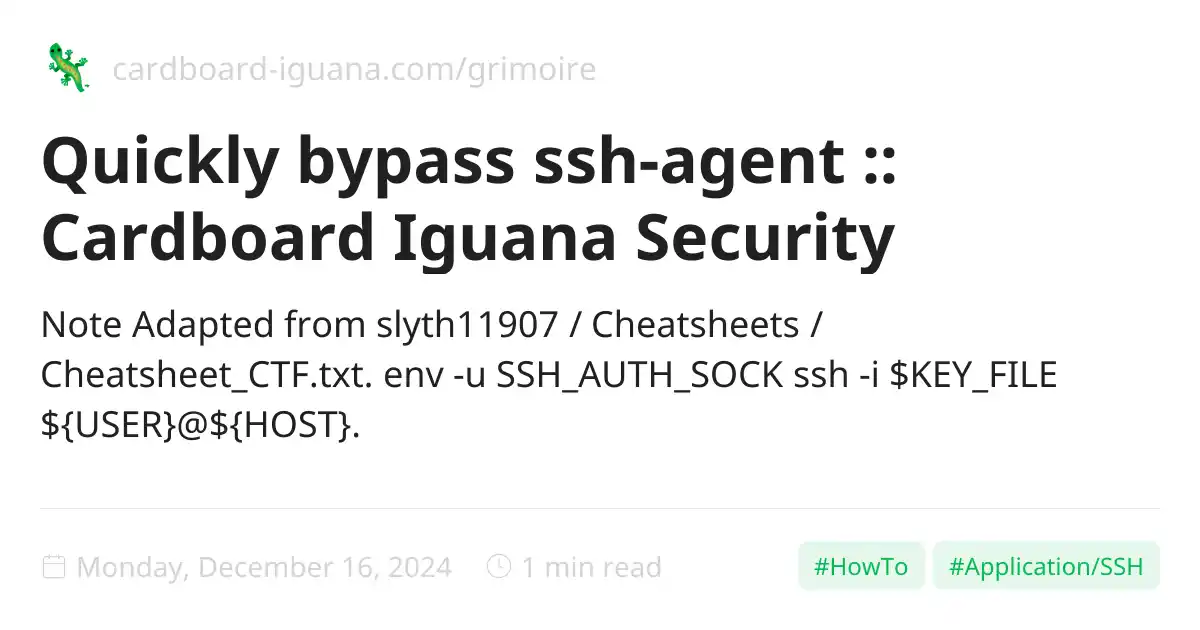 cardboard-iguana.com/grimoire
Quickly bypass ssh-agent ::
Cardboard Iguana Security
Note Adapted from slyth11907 / Cheatsheets /
Cheatsheet_CTF.txt. env -u SSH_AUTH_SOCK ssh -i $KEY_FILE
${USER}@${HOST}.
Monday, December 16, 2024 1 min read #HowTo #Application/SSH